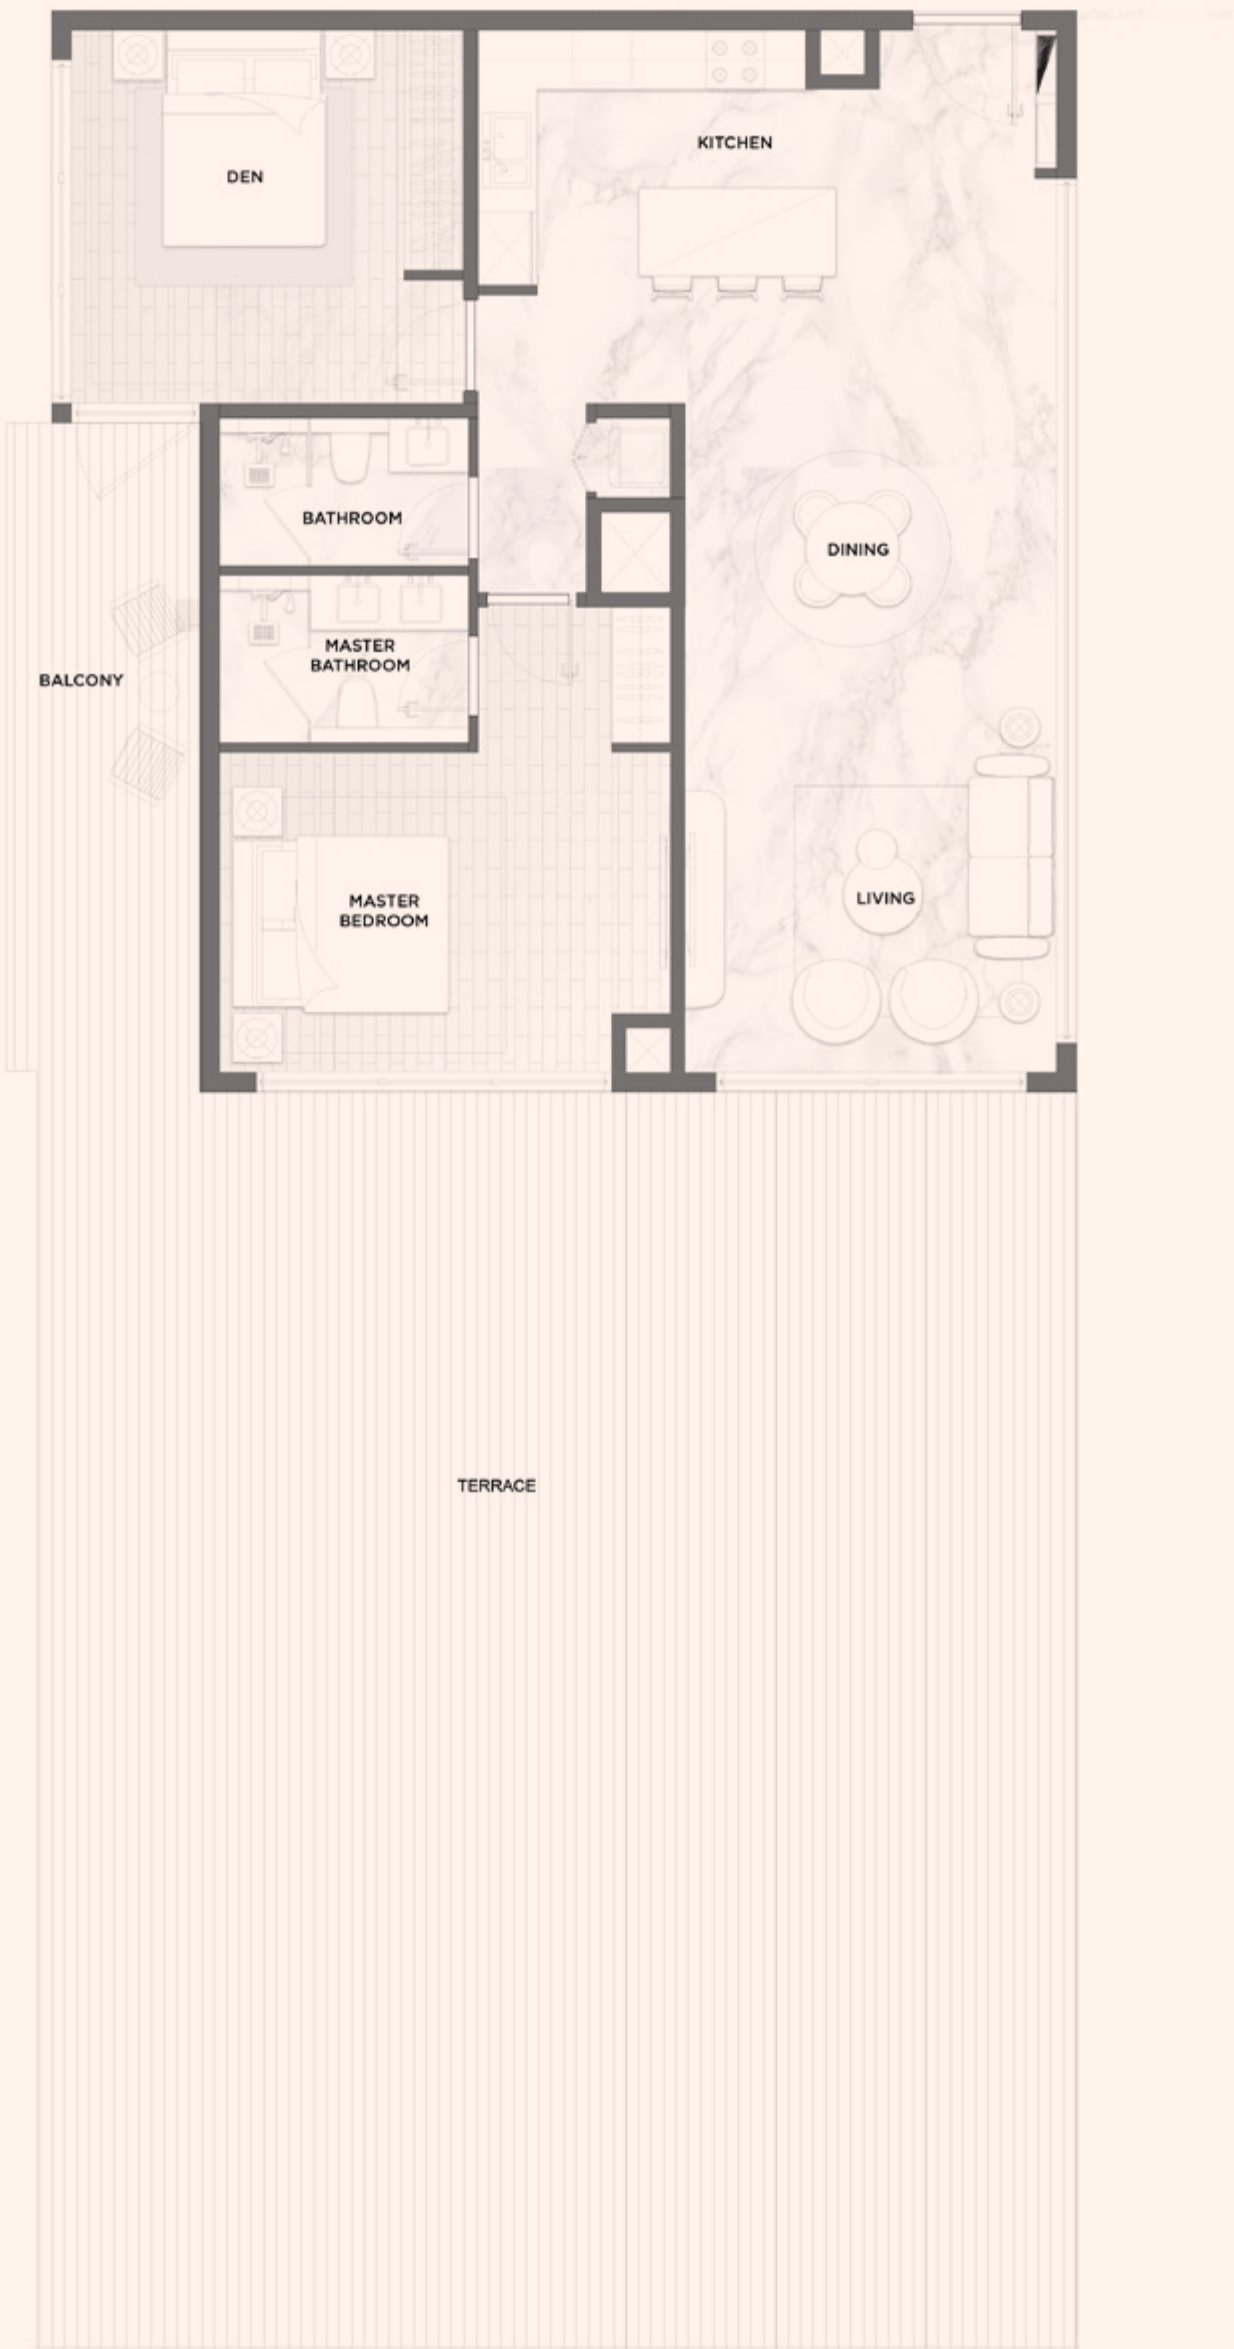 KITCHEN
DEN
BATHROOM
DINING
MASTER
BATHROOM
BALCONY
MASTER
BEDROOM
LIVING
TERRACE